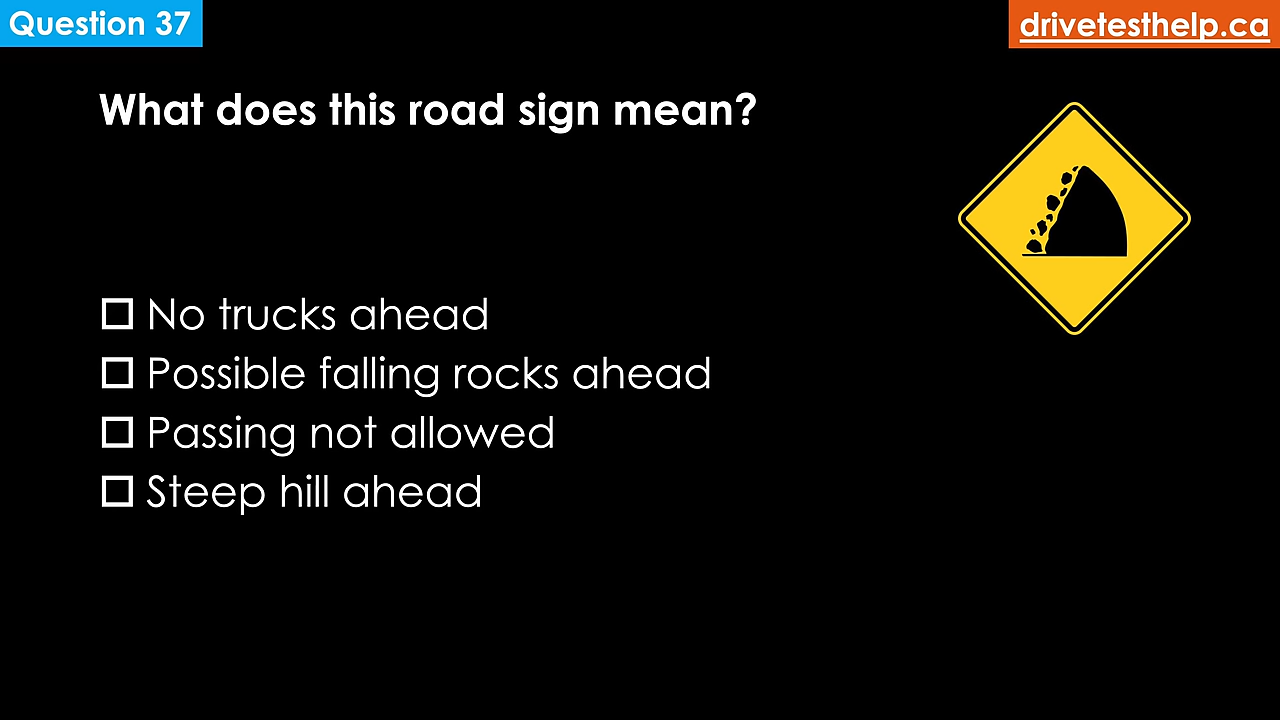 Question 37
drivetesthelp.ca
What does this road sign mean?
No trucks ahead
Possible falling rocks ahead
Passing not allowed
Steep hill ahead